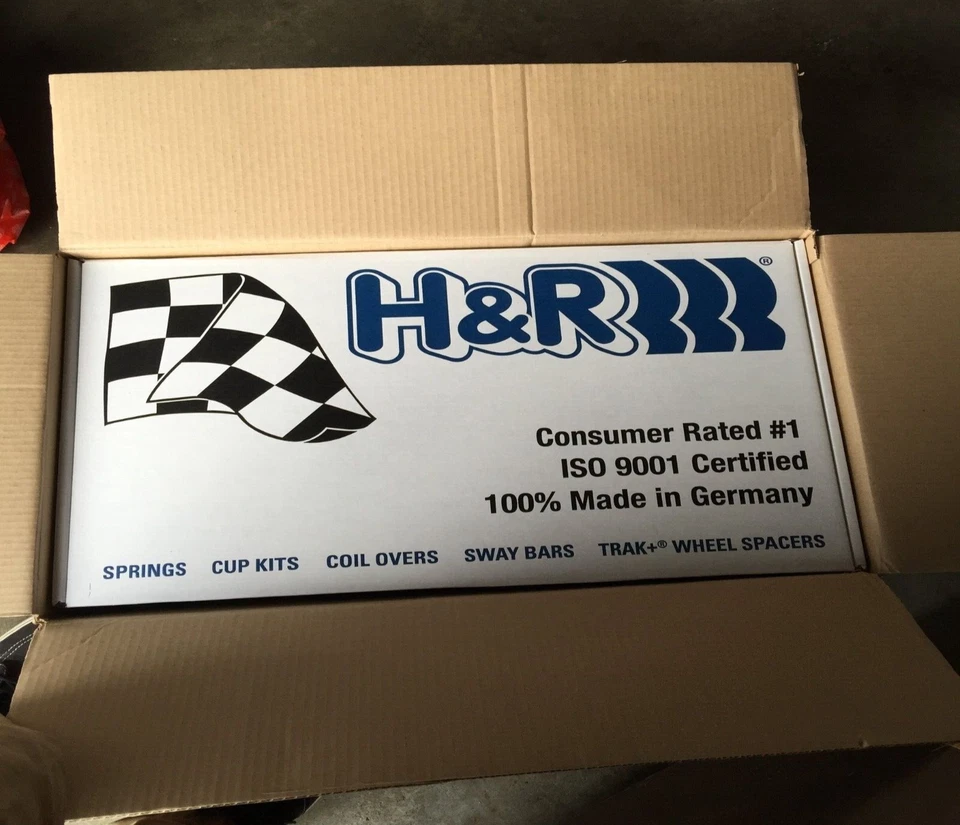 H&R®
Consumer Rated #1
ISO 9001 Certified
100% Made in Germany
SPRINGS CUP KITS COIL OVERS SWAY BARS TRAK+® WHEEL SPACERS